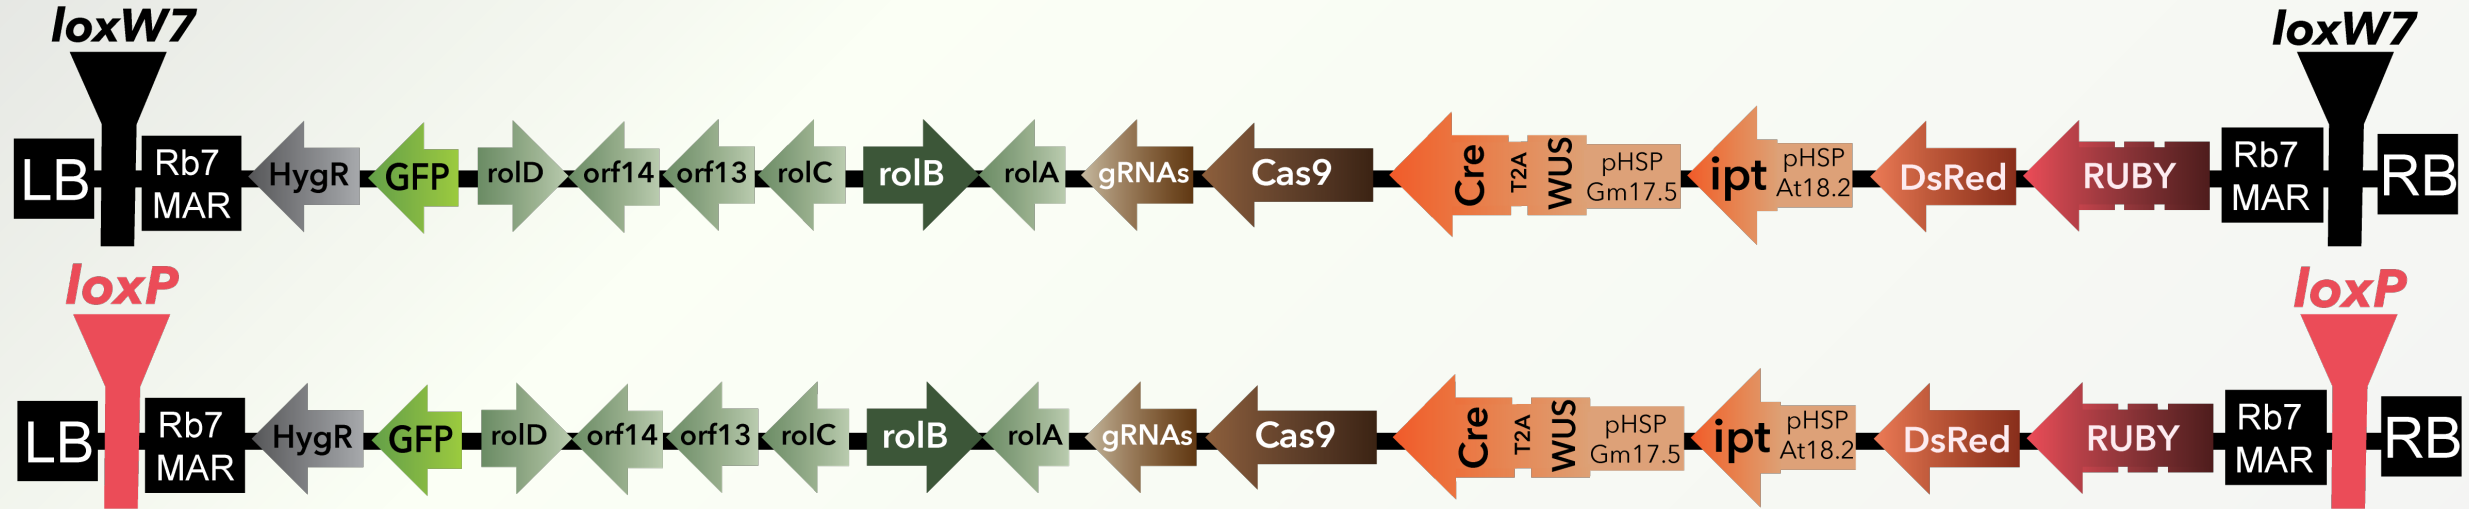 loxW7 loxW7
LB Rb7 MAR HygR GFP rolD orf14 orf13 rolC rolB rolA gRNAs Cas9 Cre T2A WUS pHSP Gm17.5 ipt pHSP At18.2 DsRed RUBY Rb7 MAR RB
loxP loxP
LB Rb7 MAR HygR GFP rolD orf14 orf13 rolC rolB rolA gRNAs Cas9 Cre T2A WUS pHSP Gm17.5 ipt pHSP At18.2 DsRed RUBY Rb7 MAR RB